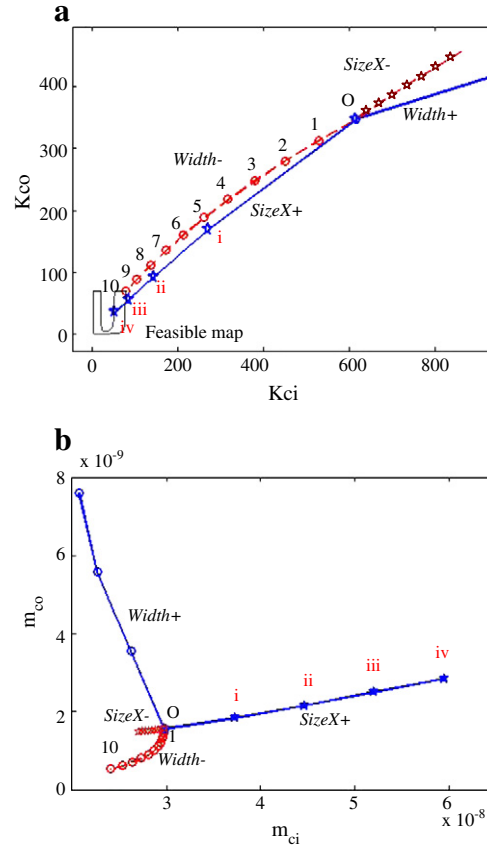 a
400
300
200
100
0
Kco
SizeX-
O
Width+
1
2
Width-
3
4
SizeX+
5
6
i
7
8
9
ii
10
iii
iv
Feasible map
0
200
400
600
800
Kci
b
x 10⁻⁹
8
6
4
2
0
m_co
Width+
iv
iii
ii
i
SizeX-
O
SizeX+
1
10
Width-
3
4
5
6
x 10⁻⁸
m_ci